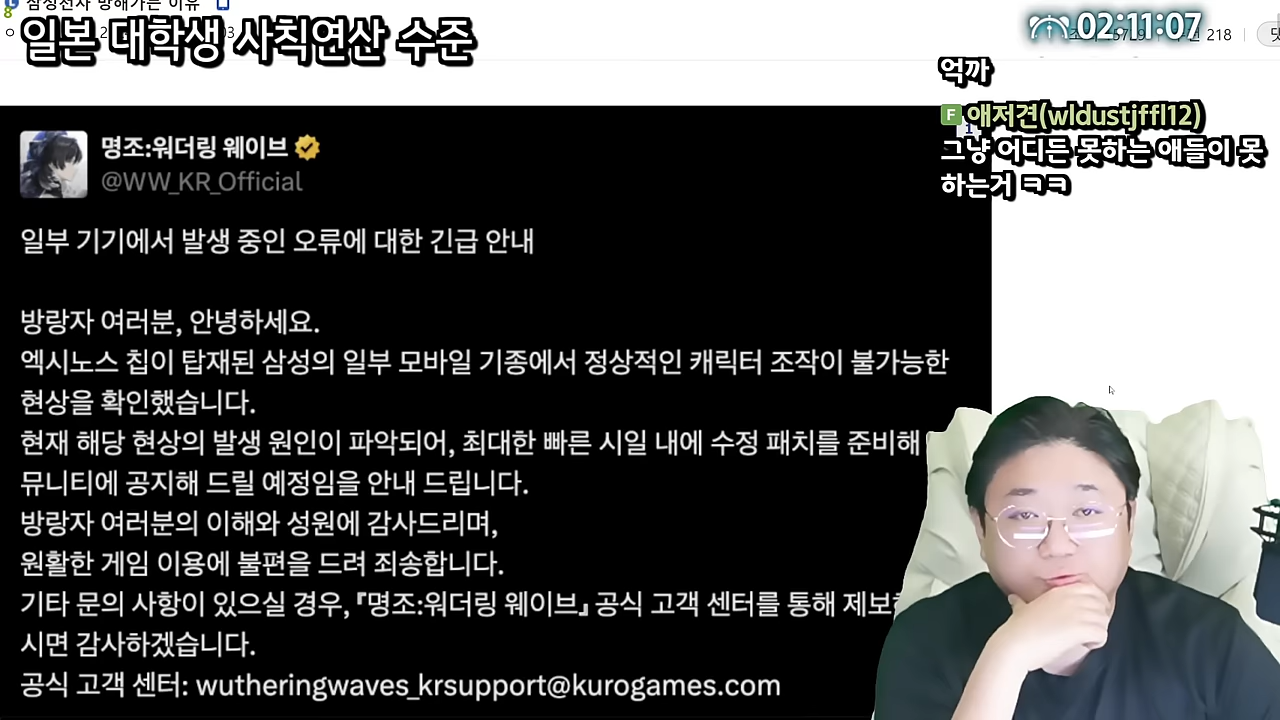 삼성전자 망해가는 이유
일본 대학생 사칙연산 수준
02:11:07
218
억까
F 애저견(wldustjffl12)
그냥 어디든 못하는 애들이 못
하는거 ㅋㅋ
명조:워더링 웨이브
@WW_KR_Official
일부 기기에서 발생 중인 오류에 대한 긴급 안내
방랑자 여러분, 안녕하세요.
엑시노스 칩이 탑재된 삼성의 일부 모바일 기종에서 정상적인 캐릭터 조작이 불가능한
현상을 확인했습니다.
현재 해당 현상의 발생 원인이 파악되어, 최대한 빠른 시일 내에 수정 패치를 준비해
뮤니티에 공지해 드릴 예정임을 안내 드립니다.
방랑자 여러분의 이해와 성원에 감사드리며,
원활한 게임 이용에 불편을 드려 죄송합니다.
기타 문의 사항이 있으실 경우, 『명조:워더링 웨이브』 공식 고객 센터를 통해 제보
시면 감사하겠습니다.
공식 고객 센터: wutheringwaves_krsupport@kurogames.com